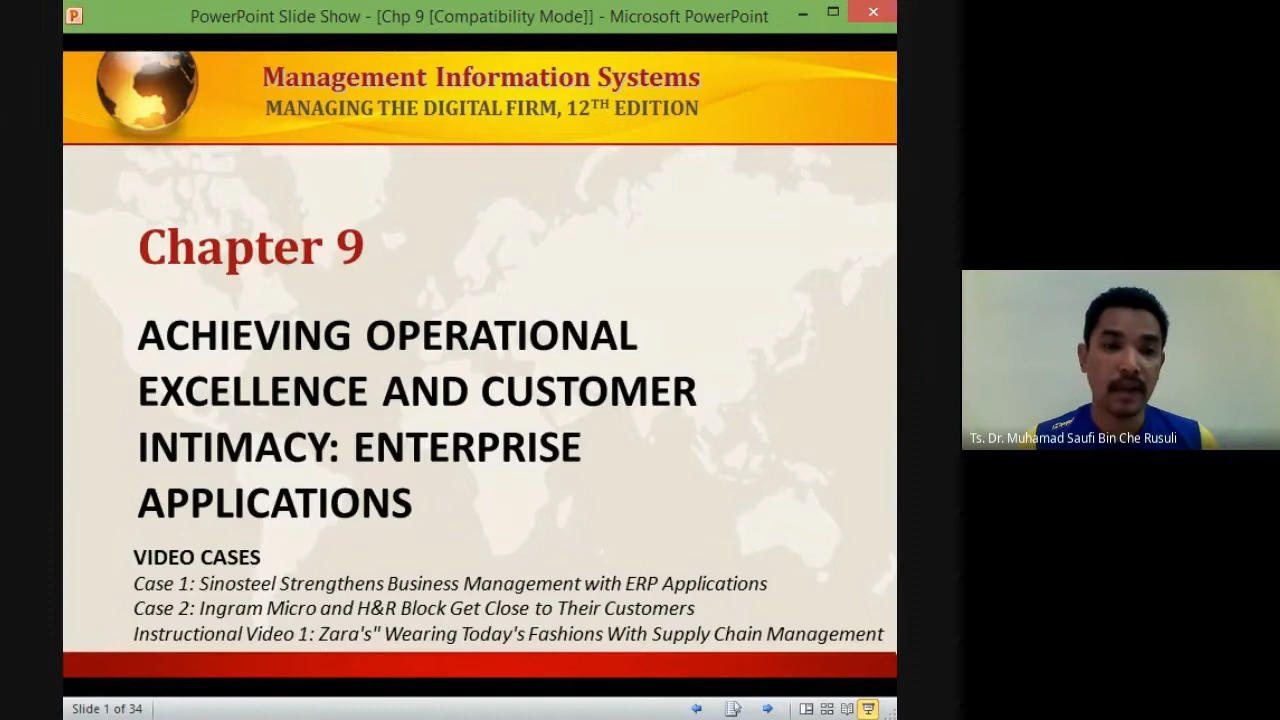 PowerPoint Slide Show - [Chp 9 [Compatibility Mode]] - Microsoft PowerPoint
Management Information Systems
MANAGING THE DIGITAL FIRM, 12TH EDITION
Chapter 9
ACHIEVING OPERATIONAL
EXCELLENCE AND CUSTOMER
INTIMACY: ENTERPRISE
APPLICATIONS
VIDEO CASES
Case 1: Sinosteel Strengthens Business Management with ERP Applications
Case 2: Ingram Micro and H&R Block Get Close to Their Customers
Instructional Video 1: Zara's" Wearing Today's Fashions With Supply Chain Management
Ts. Dr. Muhamad Saufi Bin Che Rusuli
Slide 1 of 34